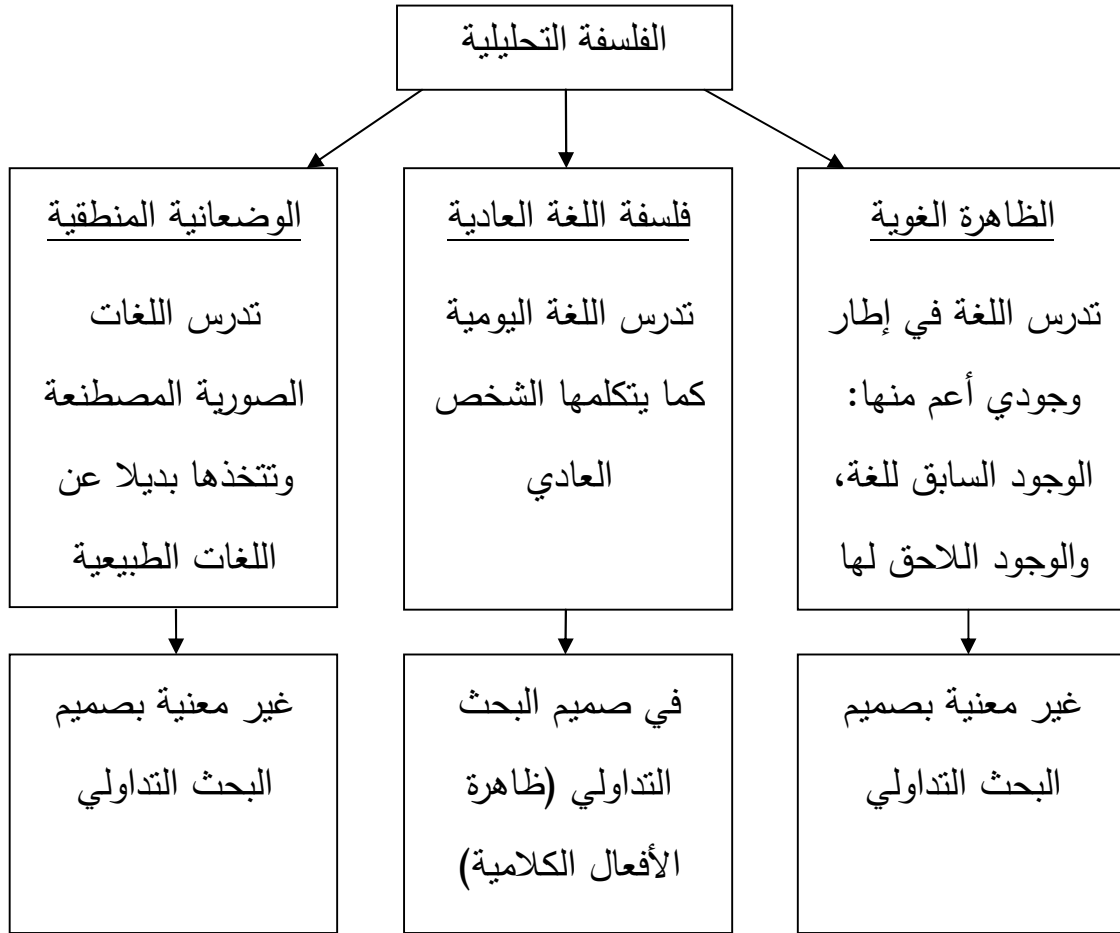 الفلسفة التحليلية
الظاهرة الغوية
تدرس اللغة في إطار
وجودي أعم منها:
الوجود السابق للغة،
والوجود اللاحق لها
غير معنية بصميم
البحث التداولي
فلسفة اللغة العادية
تدرس اللغة اليومية
كما يتكلمها الشخص
العادي
في صميم البحث
التداولي (ظاهرة
الأفعال الكلامية)
الوضعانية المنطقية
تدرس اللغات
الصورية المصطنعة
وتتخذها بديلا عن
اللغات الطبيعية
غير معنية بصميم
البحث التداولي